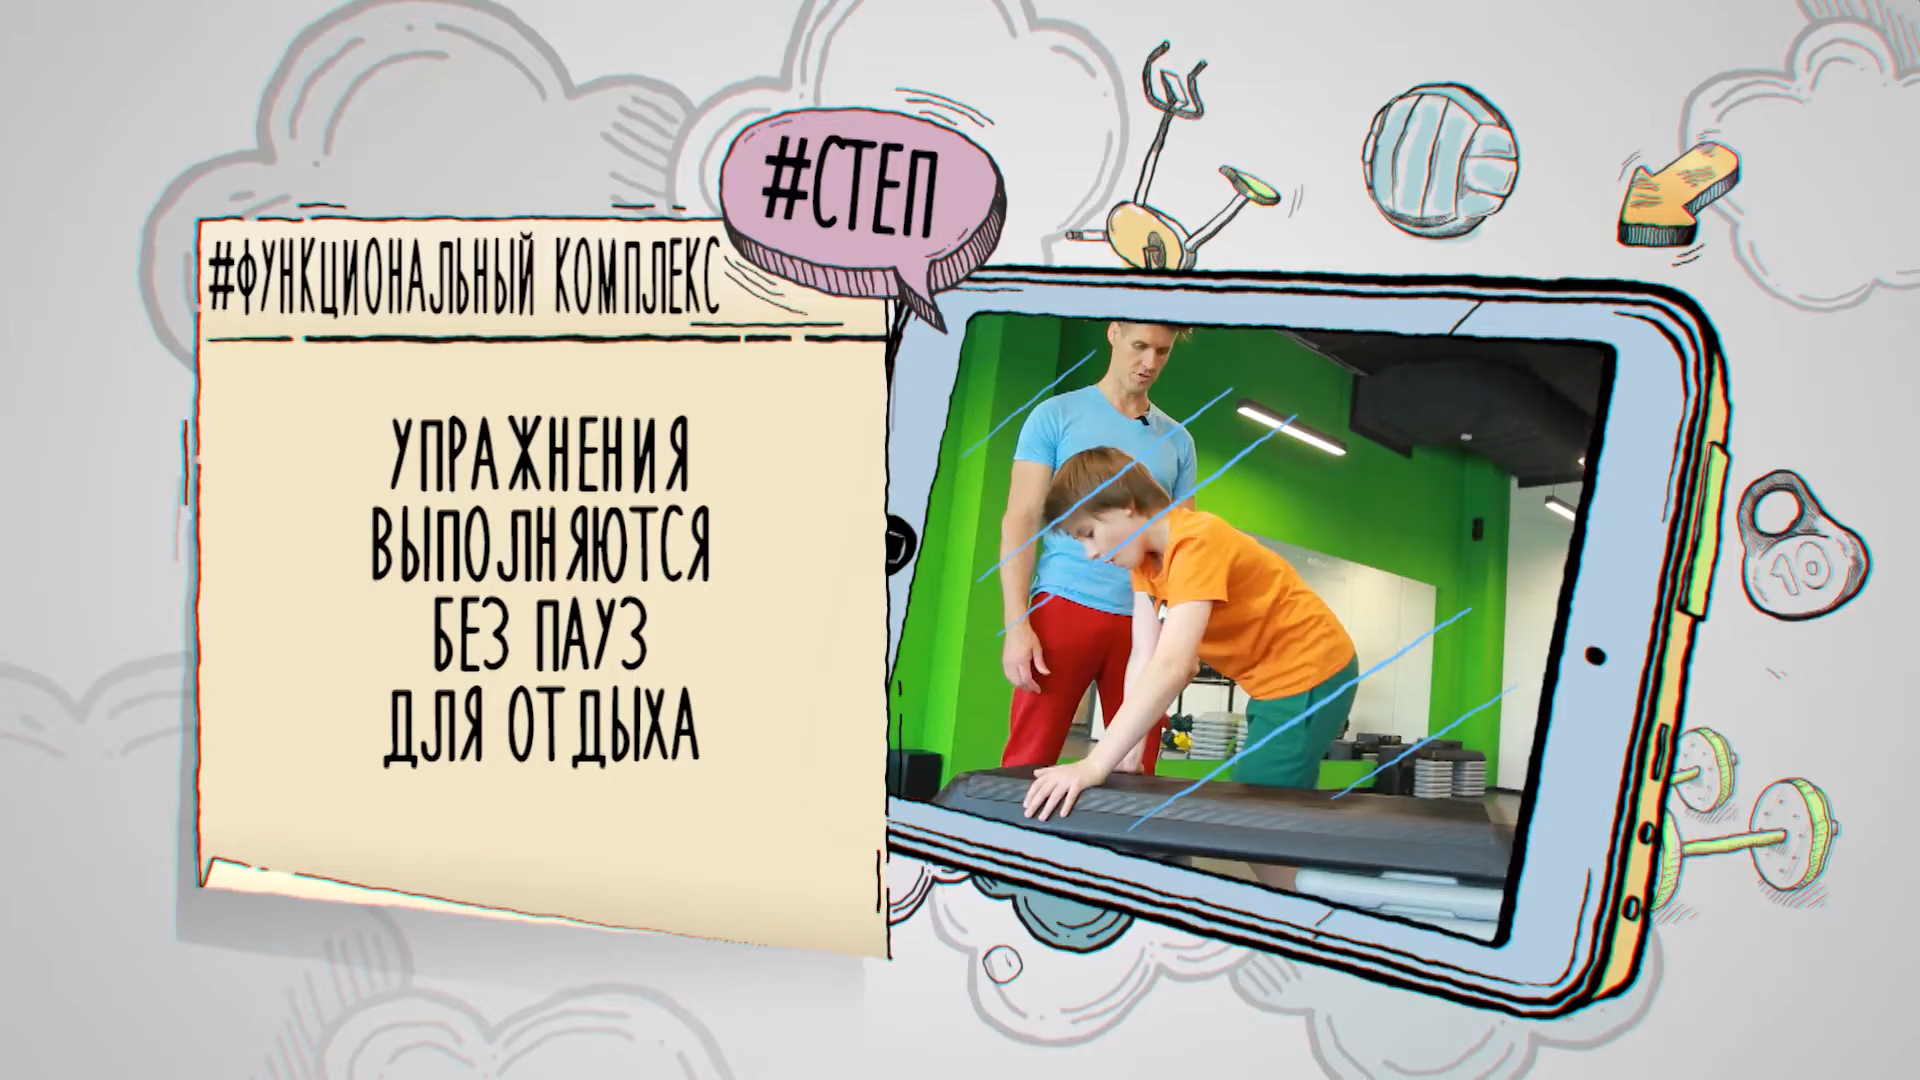 #СТЕП
#ФУНКЦИОНАЛЬНЫЙ КОМПЛЕКС
УПРАЖНЕНИЯ
ВЫПОЛНЯЮТСЯ
БЕЗ ПАУЗ
ДЛЯ ОТДЫХА
10